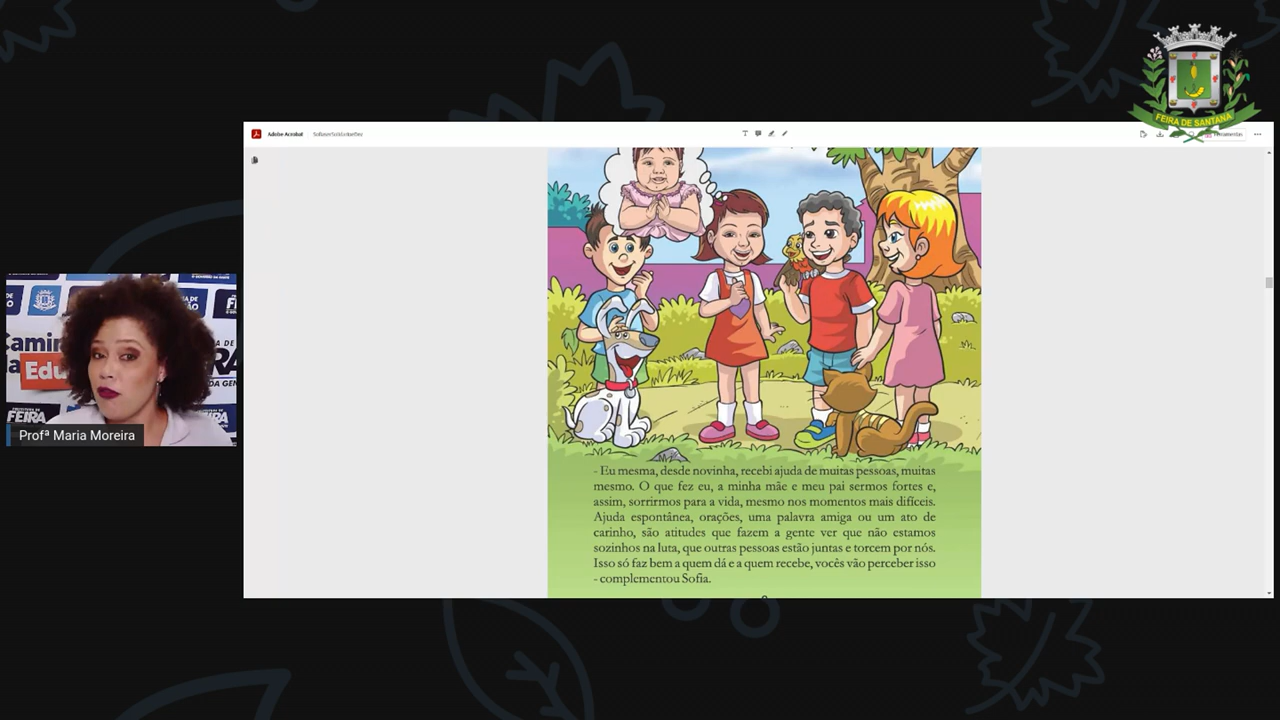 FEIRA DE SANTANA
Adobe Acrobat
Ferramentas
- Eu mesma, desde novinha, recebi ajuda de muitas pessoas, muitas
mesmo. O que fez eu, a minha mãe e meu pai sermos fortes e,
assim, sorrirmos para a vida, mesmo nos momentos mais difíceis.
Ajuda espontânea, orações, uma palavra amiga ou um ato de
carinho, são atitudes que fazem a gente ver que não estamos
sozinhos na luta, que outras pessoas estão juntas e torcem por nós.
Isso só faz bem a quem dá e a quem recebe, vocês vão perceber isso
- complementou Sofia.
Camin
Edu
FEIRA
Profª Maria Moreira